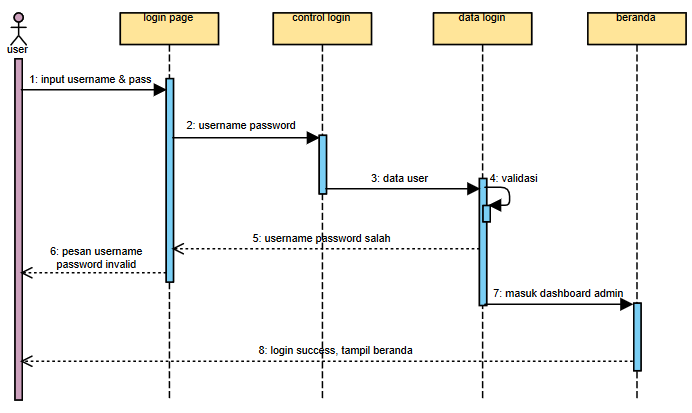 login page
control login
data login
beranda
user
1: input username & pass
2: username password
3: data user
4: validasi
5: username password salah
6: pesan username
password invalid
7: masuk dashboard admin
8: login success, tampil beranda